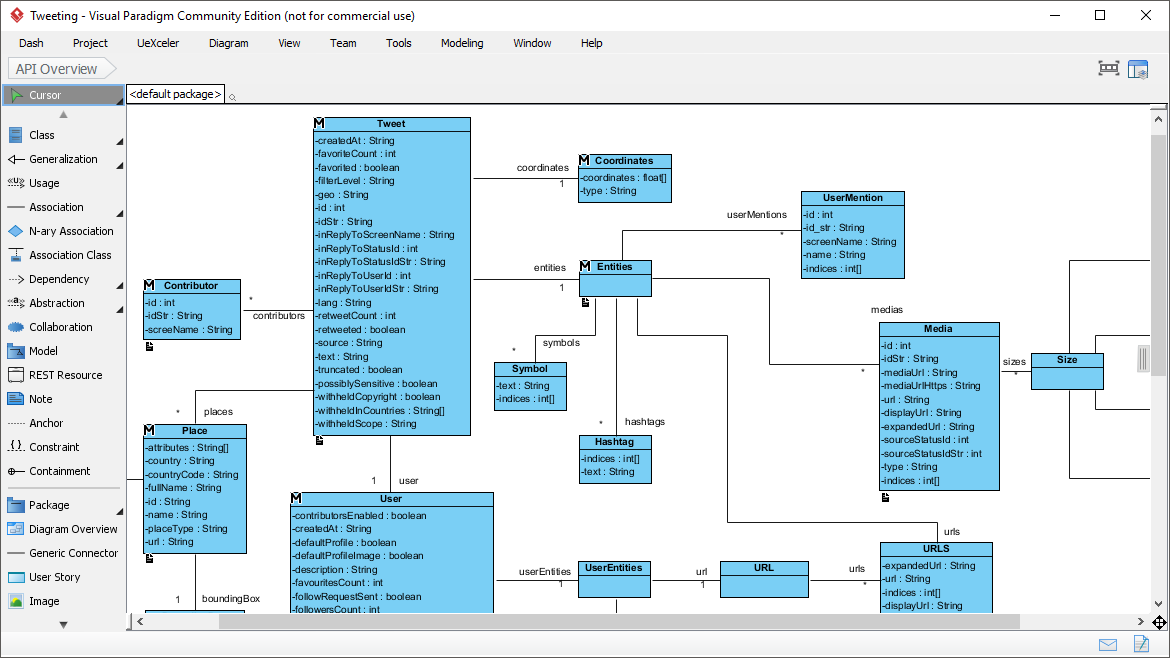 Tweeting - Visual Paradigm Community Edition (not for commercial use)
Dash Project UeXceler Diagram View Team Tools Modeling Window Help
API Overview
Cursor
Class
Generalization
Usage
Association
N-ary Association
Association Class
Dependency
Abstraction
Collaboration
Model
REST Resource
Note
Anchor
Constraint
Containment
Package
Diagram Overview
Generic Connector
User Story
Image
<default package>
M Tweet
-createdAt : String
-favoriteCount : int
-favorited : boolean
-filterLevel : String
-geo : String
-id : int
-idStr : String
-inReplyToScreenName : String
-inReplyToStatusId : int
-inReplyToStatusIdStr : String
-inReplyToUserId : int
-inReplyToUserIdStr : String
-lang : String
-retweetCount : int
-retweeted : boolean
-source : String
-text : String
-truncated : boolean
-possiblySensitive : boolean
-withheldCopyright : boolean
-withheldInCountries : String[]
-withheldScope : String
coordinates
1
M Coordinates
-coordinates : float[]
-type : String
userMentions
*
UserMention
-id : int
-id_str : String
-screenName : String
-name : String
-indices : int[]
entities
1
M Entities
M Contributor
-id : int
-idStr : String
-screeName : String
*
contributors
symbols
*
Symbol
-text : String
-indices : int[]
hashtags
*
Hashtag
-indices : int[]
-text : String
medias
*
Media
-id : int
-idStr : String
-mediaUrl : String
-mediaUrlHttps : String
-url : String
-displayUrl : String
-expandedUrl : String
-sourceStatusId : int
-sourceStatusIdStr : int
-type : String
-indices : int[]
sizes
*
Size
*
places
M Place
-attributes : String[]
-country : String
-countryCode : String
-fullName : String
-id : String
-name : String
-placeType : String
-url : String
1
boundingBox
1
user
M User
-contributorsEnabled : boolean
-createdAt : String
-defaultProfile : boolean
-defaultProfileImage : boolean
-description : String
-favouritesCount : int
-followRequestSent : boolean
-followersCount : int
userEntities
1
UserEntities
url
1
URL
urls
*
urls
URLS
-expandedUrl : String
-url : String
-indices : int[]
-displayUrl : String